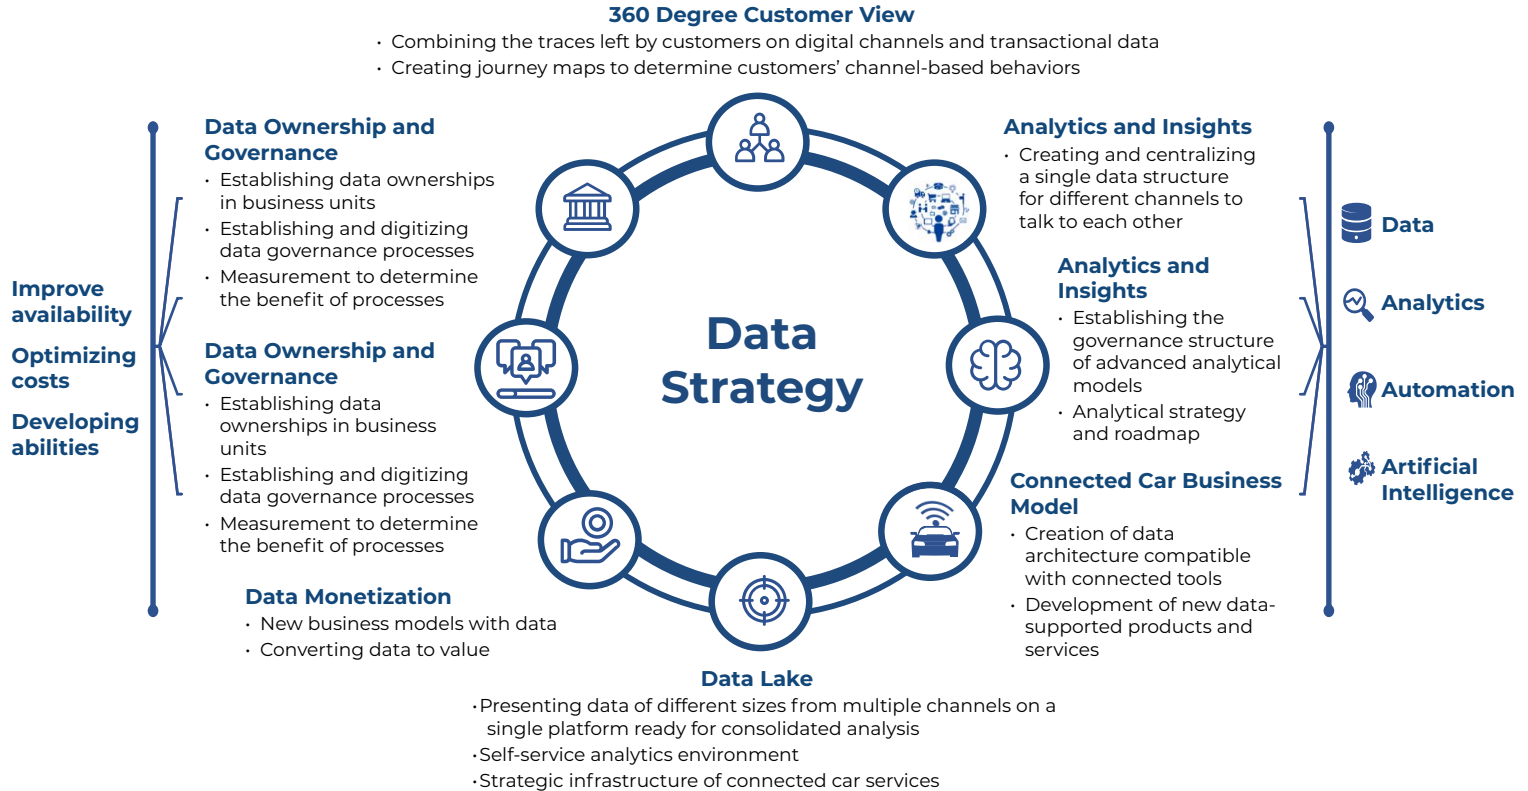 360 Degree Customer View
• Combining the traces left by customers on digital channels and transactional data
• Creating journey maps to determine customers’ channel-based behaviors
Improve
availability
Optimizing
costs
Developing
abilities
Data Ownership and
Governance
• Establishing data ownerships
in business units
• Establishing and digitizing
data governance processes
• Measurement to determine
the benefit of processes
Data Ownership and
Governance
• Establishing data
ownerships in business
units
• Establishing and digitizing
data governance processes
• Measurement to determine
the benefit of processes
Data Monetization
• New business models with data
• Converting data to value
Data
Strategy
Analytics and Insights
• Creating and centralizing
a single data structure
for different channels to
talk to each other
Analytics and
Insights
• Establishing the
governance structure
of advanced analytical
models
• Analytical strategy
and roadmap
Connected Car Business
Model
• Creation of data
architecture compatible
with connected tools
• Development of new data-
supported products and
services
Data
Analytics
Automation
Artificial
Intelligence
Data Lake
• Presenting data of different sizes from multiple channels on a
single platform ready for consolidated analysis
• Self-service analytics environment
• Strategic infrastructure of connected car services